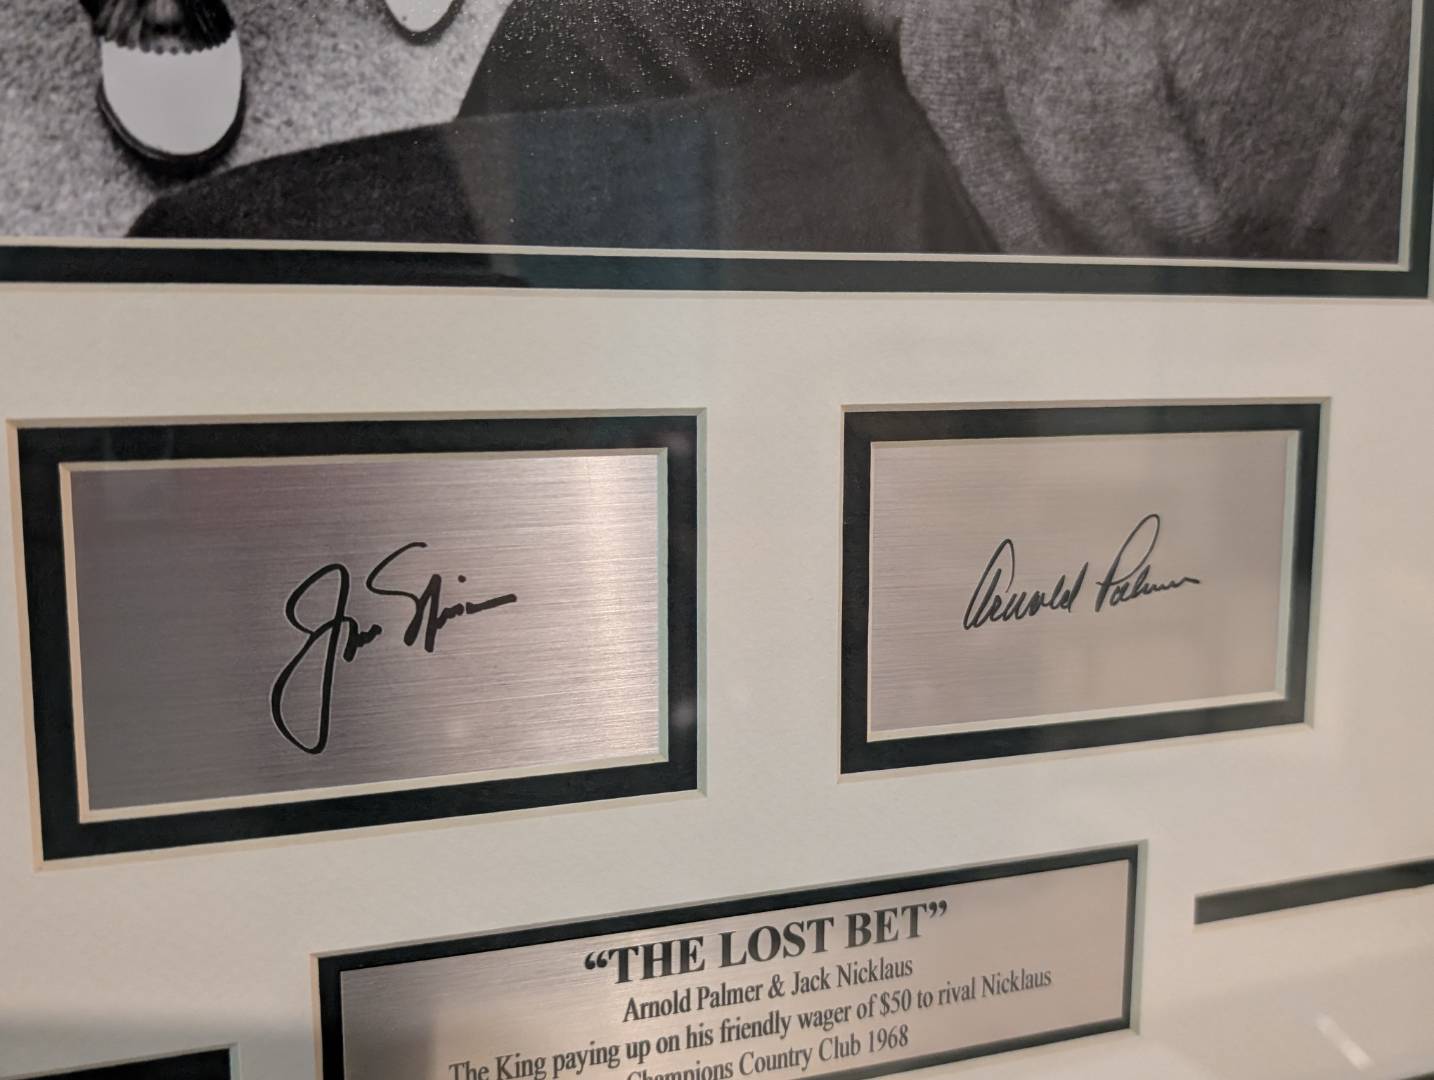 Arnold Palmer
“THE LOST BET”
Arnold Palmer & Jack Nicklaus
The King paying up on his friendly wager of $50 to rival Nicklaus
Champions Country Club 1968